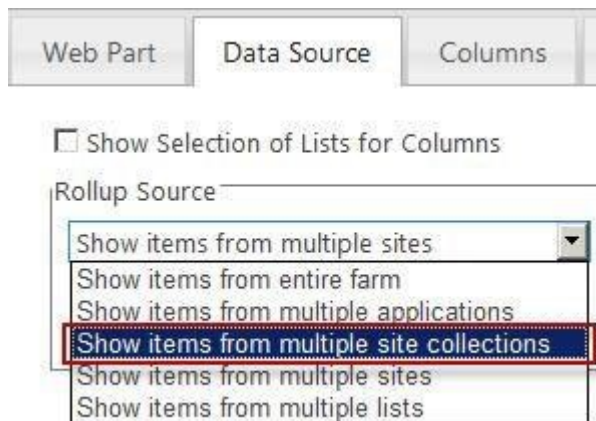 Web Part Data Source Columns
Show Selection of Lists for Columns
Rollup Source
Show items from multiple sites
Show items from entire farm
Show items from multiple applications
Show items from multiple site collections
Show items from multiple sites
Show items from multiple lists